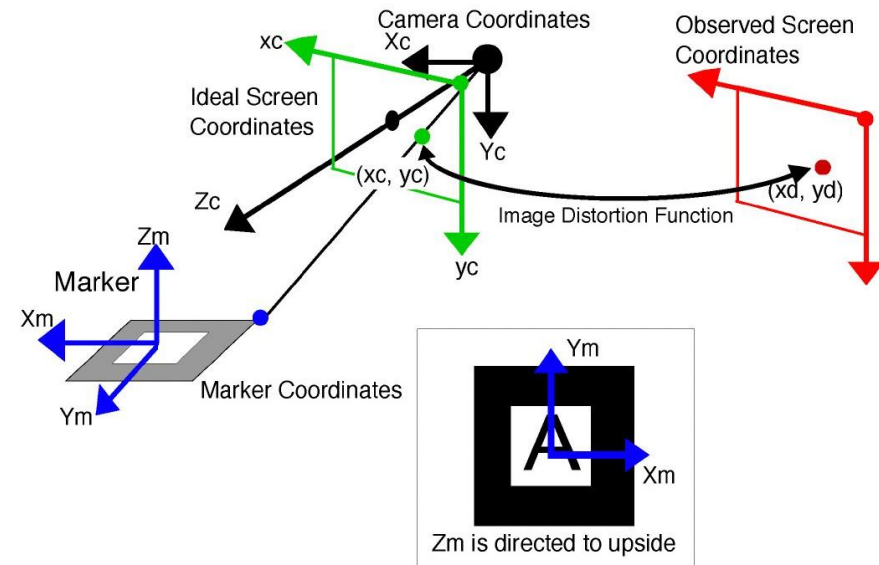 Camera Coordinates
Observed Screen
Coordinates
xc
Xc
Ideal Screen
Coordinates
Yc
(xc, yc)
(xd, yd)
Zc
Image Distortion Function
Zm
yc
Marker
Xm
Marker Coordinates
Ym
Ym
A
Xm
Zm is directed to upside